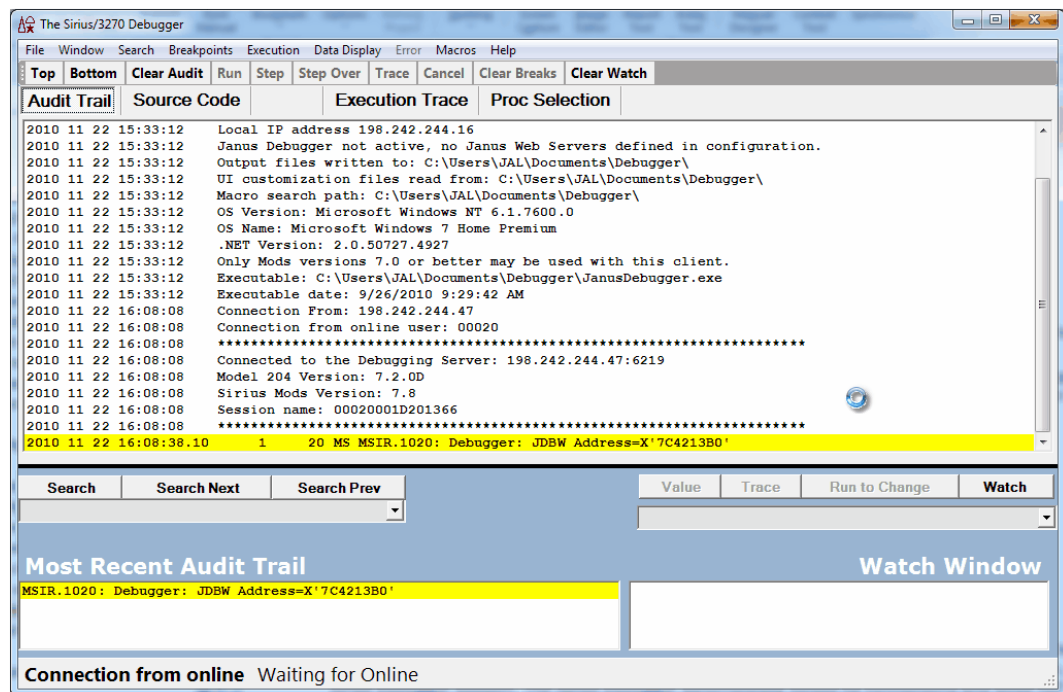 The Sirius/3270 Debugger
File Window Search Breakpoints Execution Data Display Error Macros Help
Top Bottom Clear Audit Run Step Step Over Trace Cancel Clear Breaks Clear Watch
Audit Trail Source Code Execution Trace Proc Selection
2010 11 22 15:33:12 Local IP address 198.242.244.16
2010 11 22 15:33:12 Janus Debugger not active, no Janus Web Servers defined in configuration.
2010 11 22 15:33:12 Output files written to: C:\Users\JAL\Documents\Debugger\
2010 11 22 15:33:12 UI customization files read from: C:\Users\JAL\Documents\Debugger\
2010 11 22 15:33:12 Macro search path: C:\Users\JAL\Documents\Debugger\
2010 11 22 15:33:12 OS Version: Microsoft Windows NT 6.1.7600.0
2010 11 22 15:33:12 OS Name: Microsoft Windows 7 Home Premium
2010 11 22 15:33:12 .NET Version: 2.0.50727.4927
2010 11 22 15:33:12 Only Mods versions 7.0 or better may be used with this client.
2010 11 22 15:33:12 Executable: C:\Users\JAL\Documents\Debugger\JanusDebugger.exe
2010 11 22 15:33:12 Executable date: 9/26/2010 9:29:42 AM
2010 11 22 16:08:08 Connection From: 198.242.244.47
2010 11 22 16:08:08 Connection from online user: 00020
2010 11 22 16:08:08 ***********************************************************************
2010 11 22 16:08:08 Connected to the Debugging Server: 198.242.244.47:6219
2010 11 22 16:08:08 Model 204 Version: 7.2.0D
2010 11 22 16:08:08 Sirius Mods Version: 7.8
2010 11 22 16:08:08 Session name: 00020001D201366
2010 11 22 16:08:08 ***********************************************************************
2010 11 22 16:08:38.10 1 20 MS MSIR.1020: Debugger: JDBW Address=X'7C4213B0'
Search Search Next Search Prev
Value Trace Run to Change Watch
Most Recent Audit Trail
Watch Window
MSIR.1020: Debugger: JDBW Address=X'7C4213B0'
Connection from online Waiting for Online